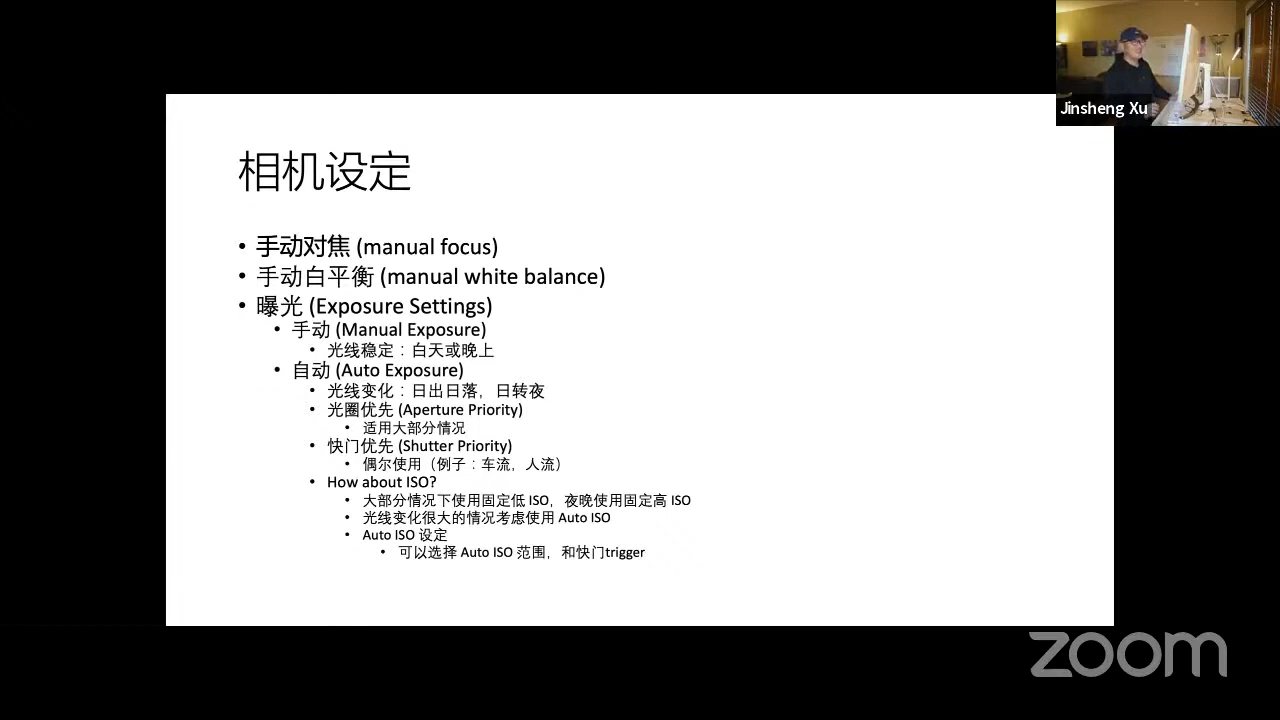 Jinsheng Xu
相机设定
• 手动对焦 (manual focus)
• 手动白平衡 (manual white balance)
• 曝光 (Exposure Settings)
• 手动 (Manual Exposure)
• 光线稳定：白天或晚上
• 自动 (Auto Exposure)
• 光线变化：日出日落，日转夜
• 光圈优先 (Aperture Priority)
• 适用大部分情况
• 快门优先 (Shutter Priority)
• 偶尔使用（例子：车流，人流）
• How about ISO?
• 大部分情况下使用固定低 ISO，夜晚使用固定高 ISO
• 光线变化很大的情况考虑使用 Auto ISO
• Auto ISO 设定
• 可以选择 Auto ISO 范围，和快门trigger
zoom